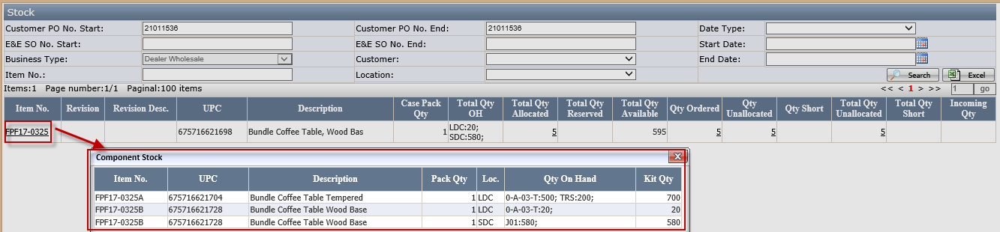 Stock
Customer PO No. Start: 21011536 Customer PO No. End: 21011536 Date Type:
E&E SO No. Start: E&E SO No. End: Start Date:
Business Type: Dealer Wholesale Customer: End Date:
Item No.: Location: Search Excel
Items:1 Page number:1/1 Paginal:100 items << < 1 > >> 1 go
Item No. Revision Revision Desc. UPC Description Case Pack Qty Total Qty OH Total Qty Allocated Total Qty Reserved Total Qty Available Qty Ordered Qty Unallocated Qty Short Total Qty Unallocated Total Qty Short Incoming Qty
FPF17-0325 675716621698 Bundle Coffee Table, Wood Bas 1 LDC:20; SDC:580; 5 595 5 5 5
Component Stock
Item No. UPC Description Pack Qty Loc. Qty On Hand Kit Qty
FPF17-0325A 675716621704 Bundle Coffee Table Tempered 1 LDC 0-A-03-T:500; TRS:200; 700
FPF17-0325B 675716621728 Bundle Coffee Table Wood Base 1 LDC 0-A-03-T:20; 20
FPF17-0325B 675716621728 Bundle Coffee Table Wood Base 1 SDC J01:580; 580